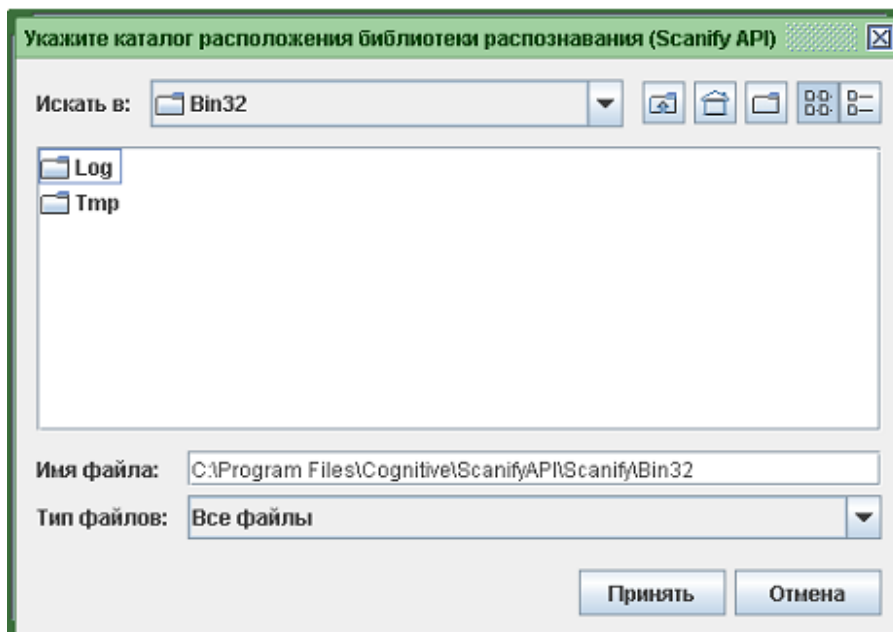 Укажите каталог расположения библиотеки распознавания (Scanify API)
Искать в: Bin32
Log
Tmp
Имя файла: C:\Program Files\Cognitive\ScanifyAPI\Scanify\Bin32
Тип файлов: Все файлы
Принять Отмена